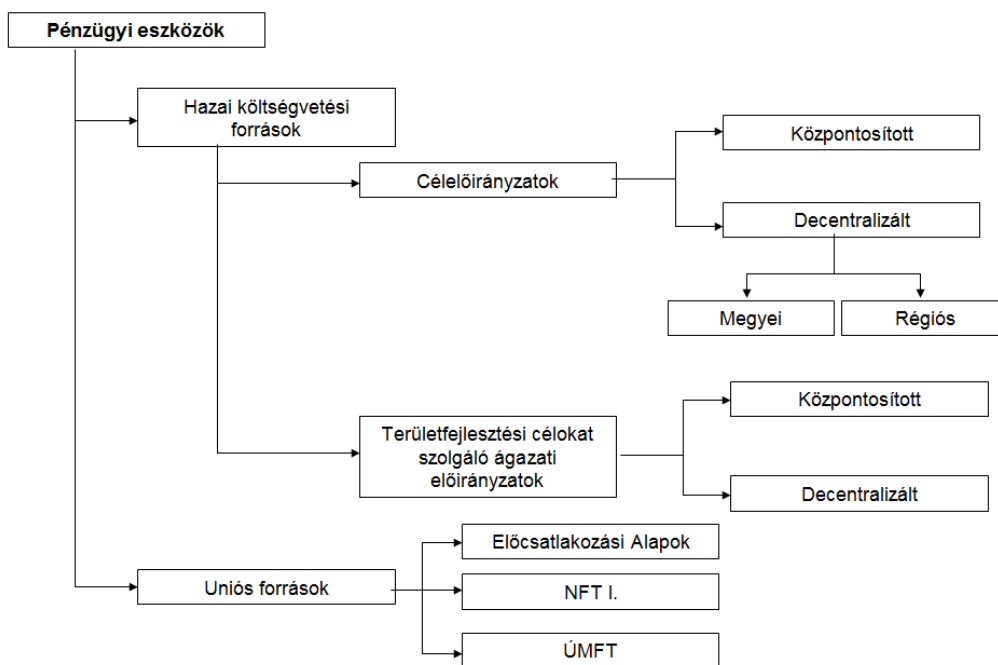 Pénzügyi eszközök
Hazai költségvetési
források
Központosított
Célelőirányzatok
Decentralizált
Megyei
Régiós
Központosított
Területfejlesztési célokat
szolgáló ágazati
előirányzatok
Decentralizált
Előcsatlakozási Alapok
Uniós források
NFT I.
ÚMFT